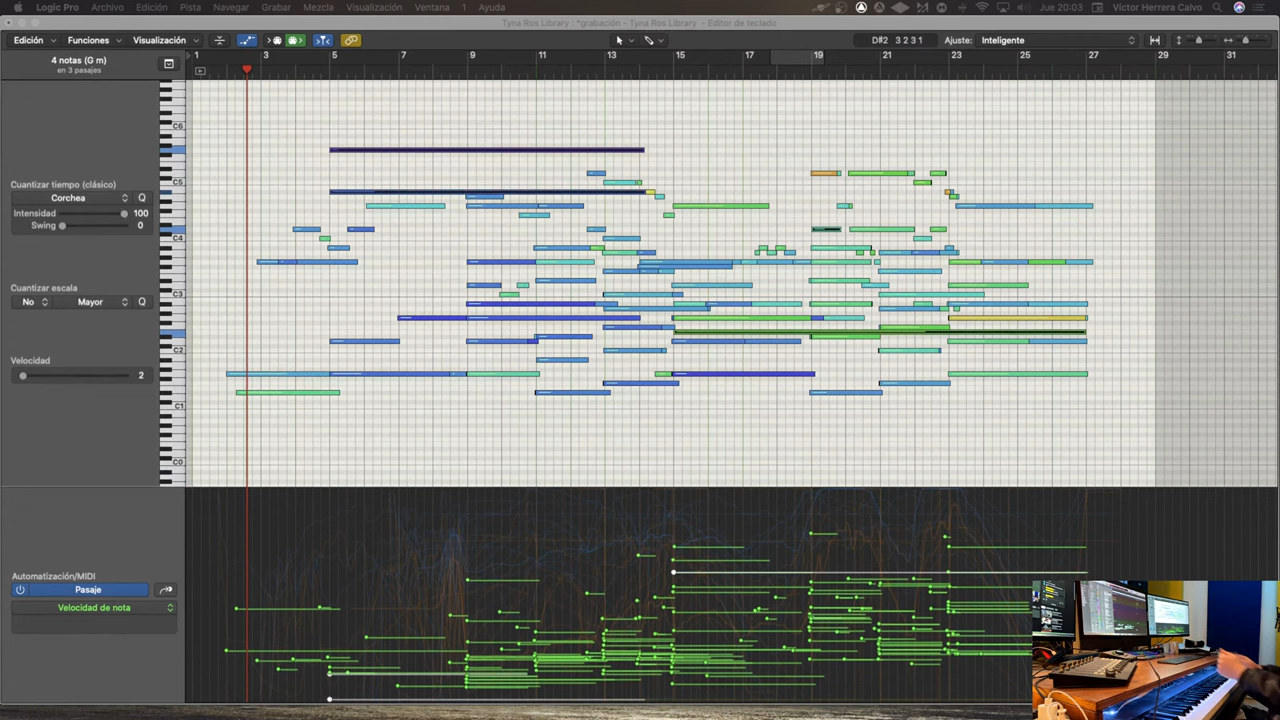 Logic Pro Archivo Edición Pista Navegar Grabar Mezcla Visualización Ventana 1 Ayuda Jue 20:03 Víctor Herrera Calvo
Tyna Ros Library - *grabación - Tyna Ros Library - Editor de teclado
Edición Funciones Visualización D#2 3 2 3 1 Ajuste: Inteligente
4 notas (G m)
en 3 pasajes
1 3 5 7 9 11 13 15 17 19 21 23 25 27 29 31
C6
Cuantizar tiempo (clásico)
Corchea Q
Intensidad 100
Swing 0
C5
C4
Cuantizar escala
No Mayor Q
C3
Velocidad
2
C2
C1
C0
Automatización/MIDI
Pasaje
Velocidad de nota